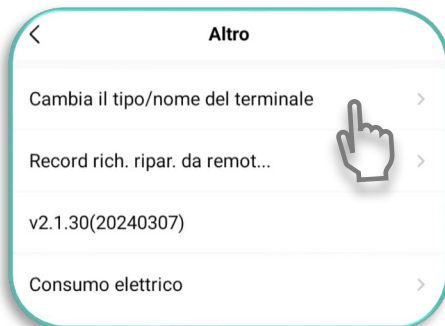 Altro
Cambia il tipo/nome del terminale
Record rich. ripar. da remot...
v2.1.30(20240307)
Consumo elettrico